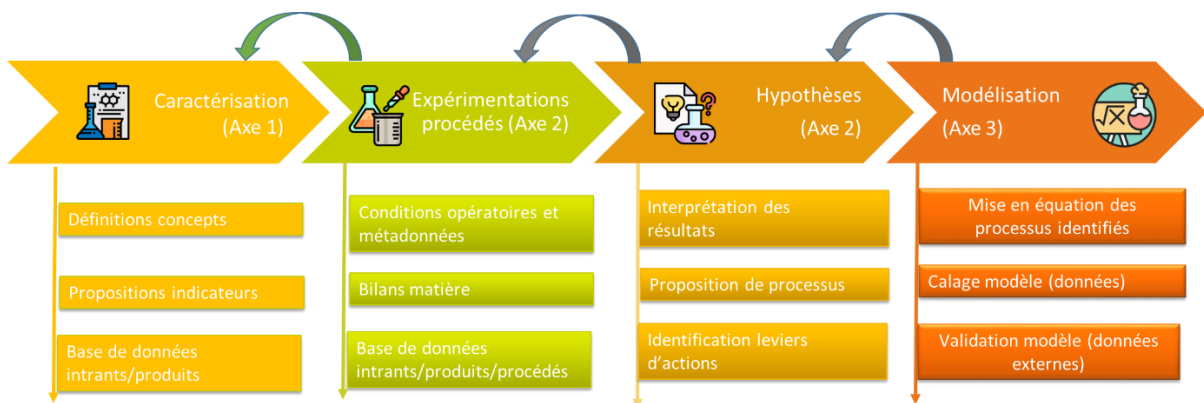 Caractérisation
(Axe 1)
Définitions concepts
Propositions indicateurs
Base de données
intrants/produits
Expérimentations
procédés (Axe 2)
Conditions opératoires et
métadonnées
Bilans matière
Base de données
intrants/produits/procédés
Hypothèses
(Axe 2)
Interprétation des
résultats
Proposition de processus
Identification leviers
d'actions
Modélisation
(Axe 3)
Mise en équation des
processus identifiés
Calage modèle (données)
Validation modèle (données
externes)